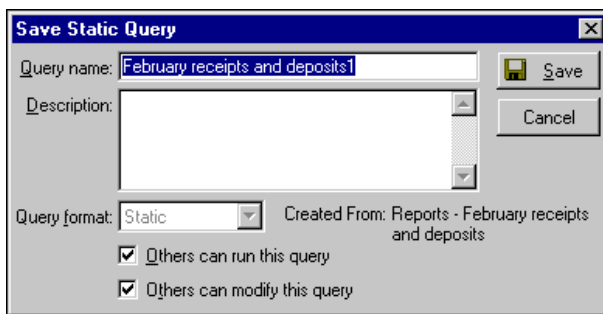 Save Static Query
Query name: February receipts and deposits1
Save
Description:
Cancel
Query format: Static
Created From: Reports - February receipts
and deposits
Others can run this query
Others can modify this query